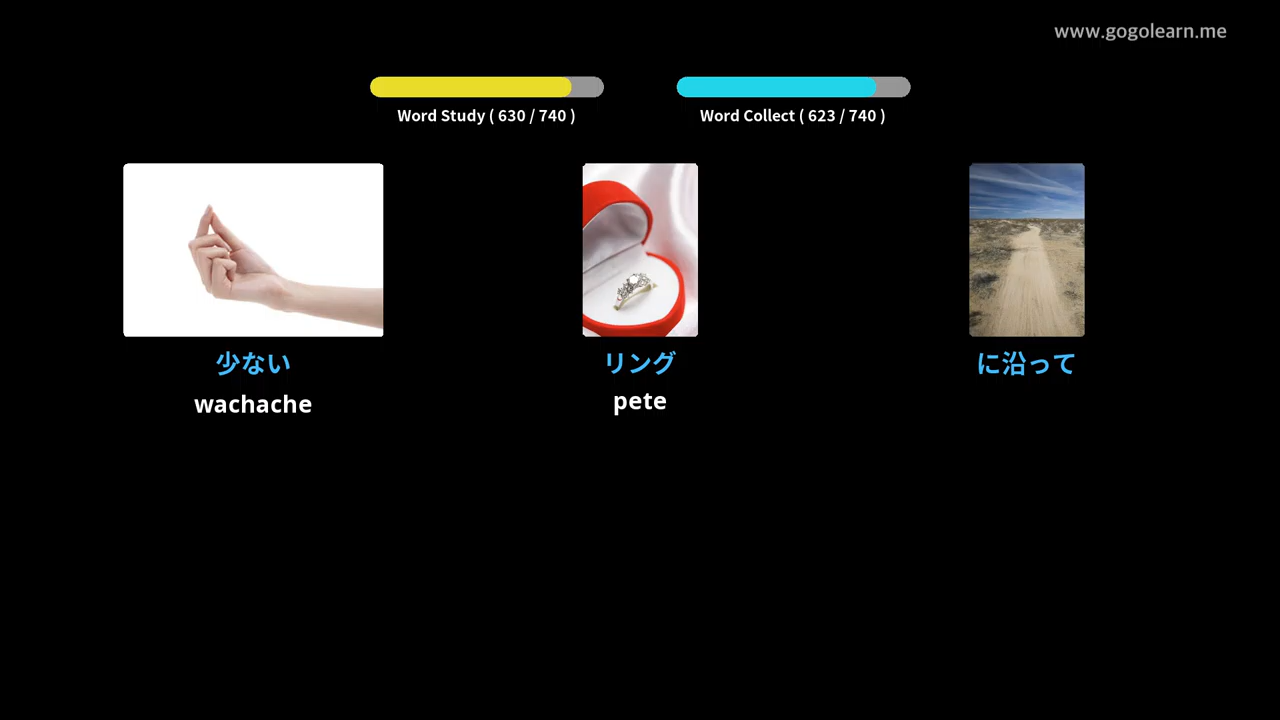 www.gogolearn.me
Word Study ( 630 / 740 )
Word Collect ( 623 / 740 )
少ない
リング
に沿って
wachache
pete